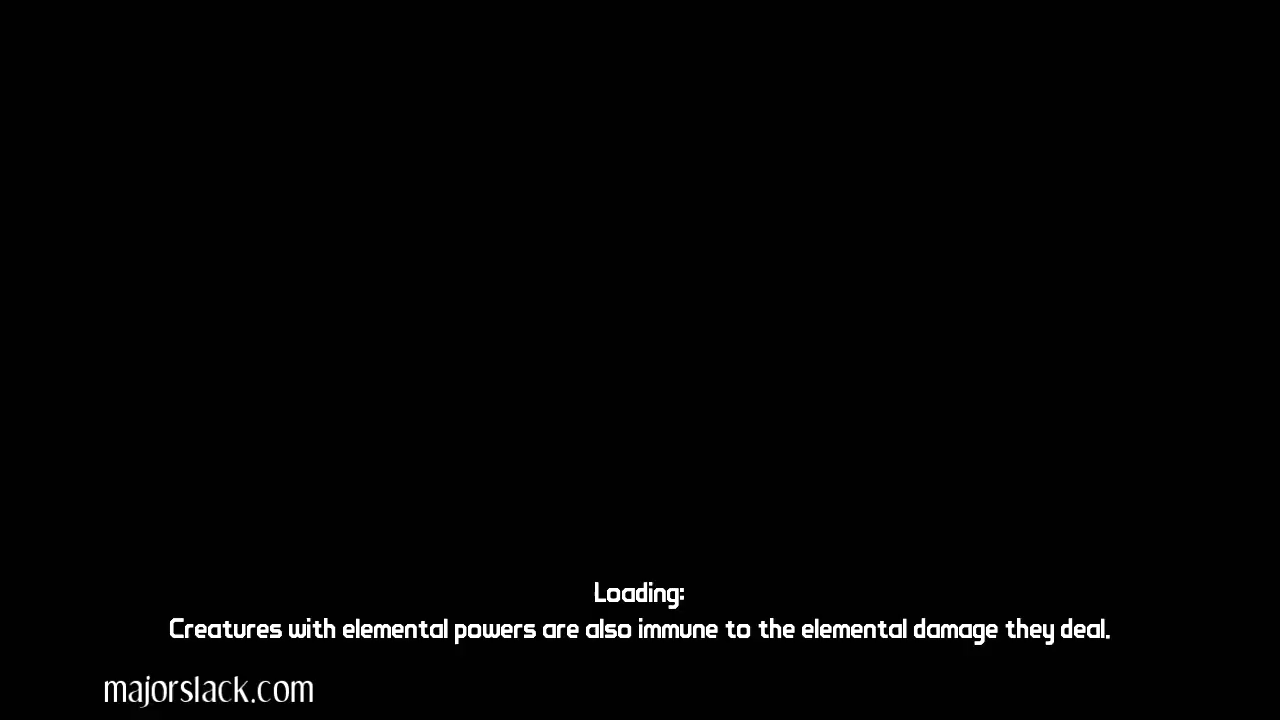 Loading:
Creatures with elemental powers are also immune to the elemental damage they deal.
majorslack.com